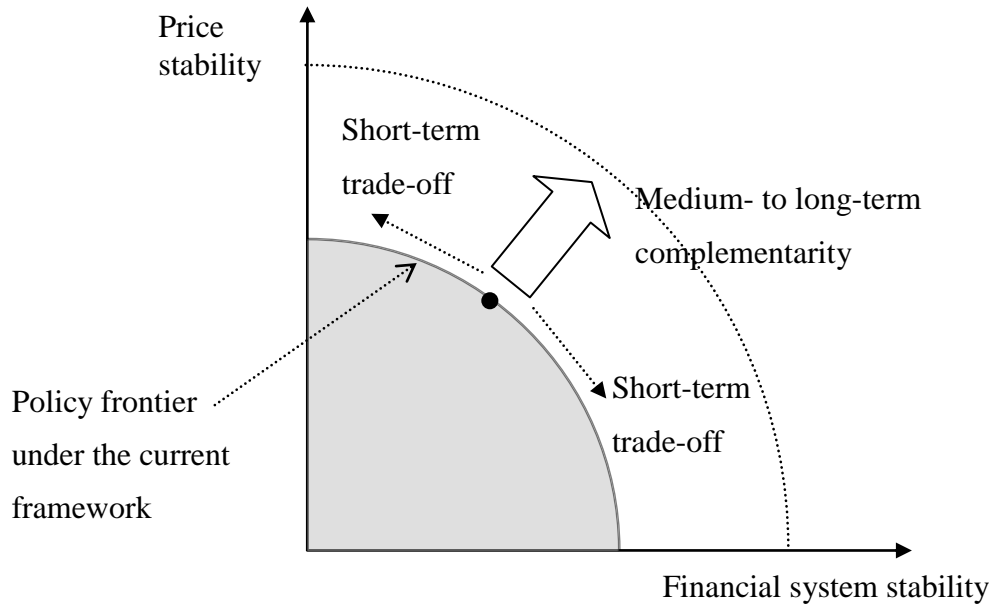 Price
stability
Short-term
trade-off
Medium- to long-term
complementarity
Policy frontier
under the current
framework
Short-term
trade-off
Financial system stability